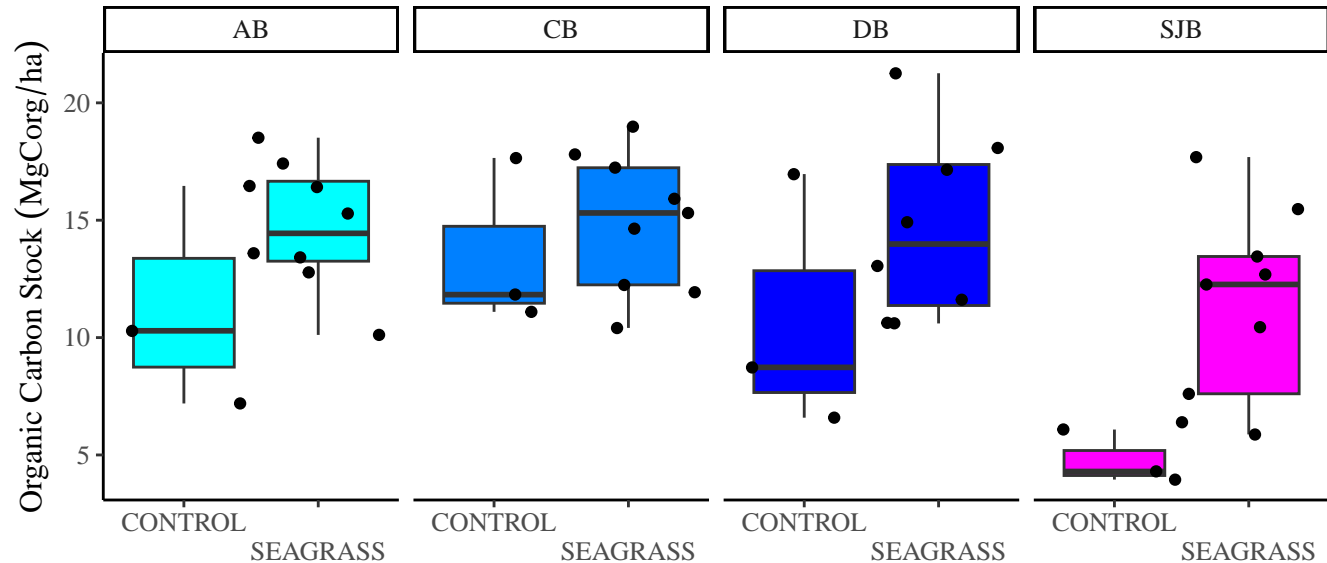 AB
CB
DB
SJB
Organic Carbon Stock (MgCorg/ha)
20
15
10
5
CONTROL
SEAGRASS
CONTROL
SEAGRASS
CONTROL
SEAGRASS
CONTROL
SEAGRASS